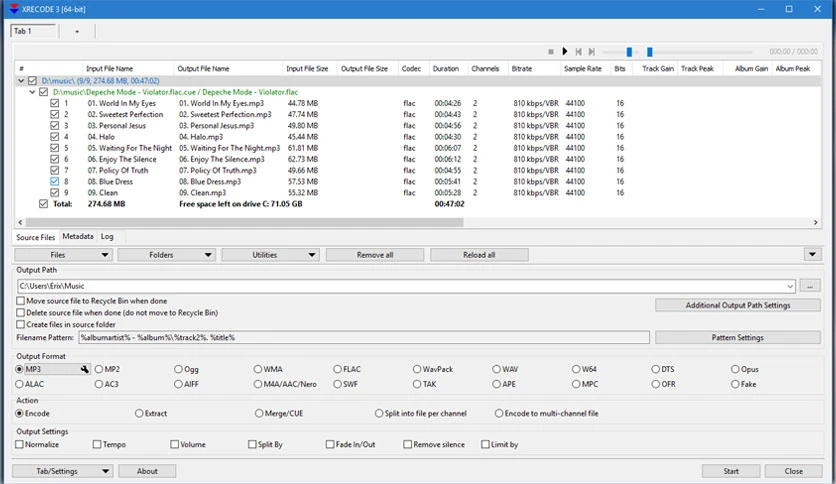 XRECODE 3 [64-bit]
Tab 1 +
000:00 / 000:00
# Input File Name Output File Name Input File Size Output File Size Codec Duration Channels Bitrate Sample Rate Bits Track Gain Track Peak Album Gain Album Peak
D:\music\ (9/9, 274.68 MB, 00:47:02)
D:\music\Depeche Mode - Violator.flac.cue / Depeche Mode - Violator.flac
1 01. World In My Eyes 01. World In My Eyes.mp3 44.78 MB flac 00:04:26 2 810 kbps/VBR 44100 16
2 02. Sweetest Perfection 02. Sweetest Perfection.mp3 47.74 MB flac 00:04:43 2 810 kbps/VBR 44100 16
3 03. Personal Jesus 03. Personal Jesus.mp3 49.80 MB flac 00:04:56 2 810 kbps/VBR 44100 16
4 04. Halo 04. Halo.mp3 45.44 MB flac 00:04:30 2 810 kbps/VBR 44100 16
5 05. Waiting For The Night 05. Waiting For The Night.mp3 61.81 MB flac 00:06:07 2 810 kbps/VBR 44100 16
6 06. Enjoy The Silence 06. Enjoy The Silence.mp3 62.73 MB flac 00:06:12 2 810 kbps/VBR 44100 16
7 07. Policy Of Truth 07. Policy Of Truth.mp3 49.66 MB flac 00:04:55 2 810 kbps/VBR 44100 16
8 08. Blue Dress 08. Blue Dress.mp3 57.53 MB flac 00:05:41 2 810 kbps/VBR 44100 16
9 09. Clean 09. Clean.mp3 55.32 MB flac 00:05:28 2 810 kbps/VBR 44100 16
Total: 274.68 MB Free space left on drive C: 71.05 GB 00:47:02
Source Files Metadata Log
Files Folders Utilities Remove all Reload all
Output Path
C:\Users\Erix\Music ...
Move source file to Recycle Bin when done
Additional Output Path Settings
Delete source file when done (do not move to Recycle Bin)
Create files in source folder
Filename Pattern: %albumartist% - %album%\%track2%. %title% Pattern Settings
Output Format
MP3 MP2 Ogg WMA FLAC WavPack WAV W64 DTS Opus
ALAC AC3 AIFF M4A/AAC/Nero SWF TAK APE MPC OFR Fake
Action
Encode Extract Merge/CUE Split into file per channel Encode to multi-channel file
Output Settings
Normalize Tempo Volume Split By Fade In/Out Remove silence Limit by
Tab/Settings About Start Close